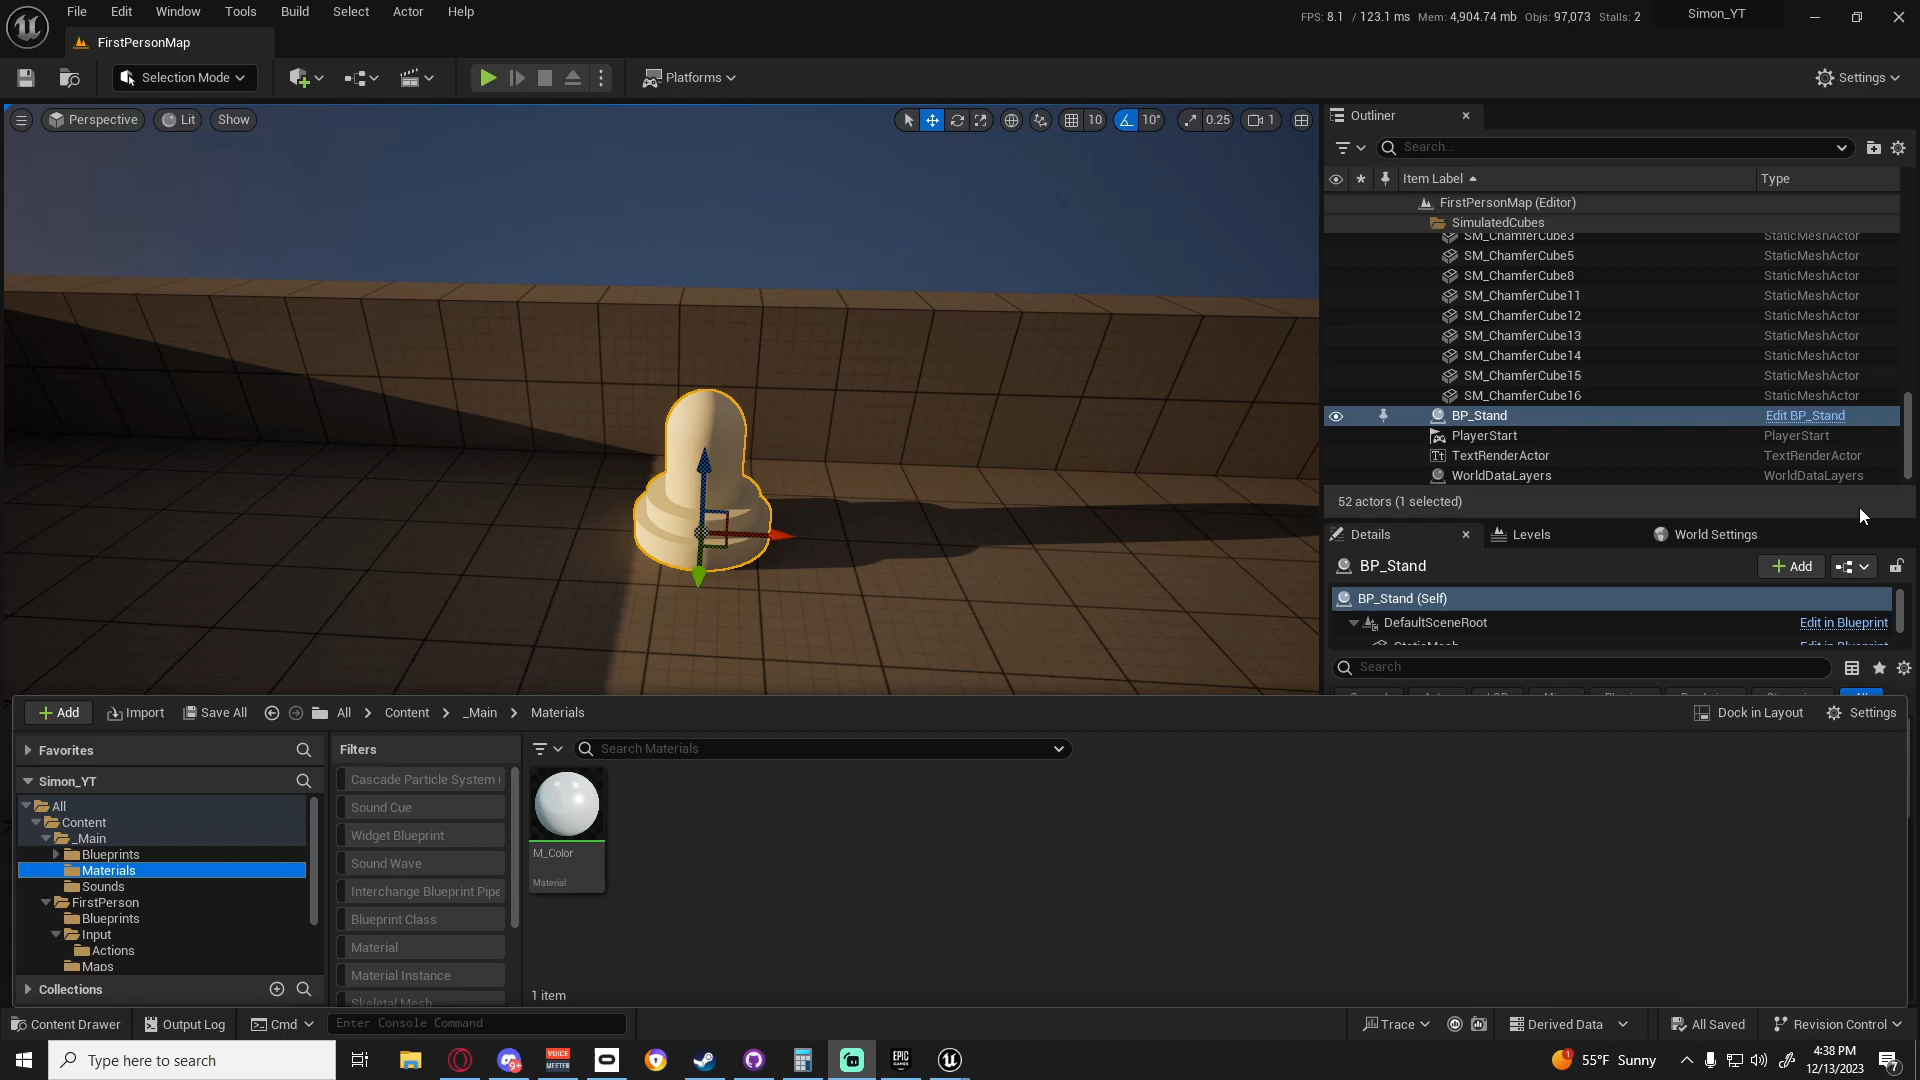 File Edit Window Tools Build Select Actor Help
FPS: 8.1 / 123.1 ms Mem: 4,904.74 mb Objs: 97,073 Stalls: 2
Simon_YT
FirstPersonMap
Selection Mode
Platforms
Settings
Perspective Lit Show
10 10° 0.25 1
Outliner
Search...
Item Label Type
FirstPersonMap (Editor)
SimulatedCubes
SM_ChamferCube3 StaticMeshActor
SM_ChamferCube5 StaticMeshActor
SM_ChamferCube8 StaticMeshActor
SM_ChamferCube11 StaticMeshActor
SM_ChamferCube12 StaticMeshActor
SM_ChamferCube13 StaticMeshActor
SM_ChamferCube14 StaticMeshActor
SM_ChamferCube15 StaticMeshActor
SM_ChamferCube16 StaticMeshActor
BP_Stand Edit BP_Stand
PlayerStart PlayerStart
TextRenderActor TextRenderActor
WorldDataLayers WorldDataLayers
52 actors (1 selected)
Details Levels World Settings
BP_Stand
Add
BP_Stand (Self)
DefaultSceneRoot Edit in Blueprint
Search
Add Import Save All All Content _Main Materials
Dock in Layout Settings
Favorites
Simon_YT
All
Content
_Main
Blueprints
Materials
Sounds
FirstPerson
Blueprints
Input
Actions
Maps
Collections
Filters
Cascade Particle System
Sound Cue
Widget Blueprint
Sound Wave
Interchange Blueprint Pipe
Blueprint Class
Material
Material Instance
Skeletal Mesh
Search Materials
M_Color
Material
1 item
Content Drawer Output Log Cmd Enter Console Command
Trace Derived Data All Saved Revision Control
Type here to search
9+
VOICE
MEETER
EPIC
GAMES
1
55°F Sunny
4:38 PM
12/13/2023
7